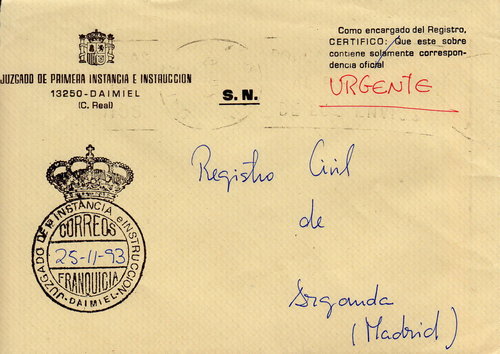 JUZGADO DE PRIMERA INSTANCIA E INSTRUCCION
13250-DAIMIEL
(C. Real)
S. N.
Como encargado del Registro,
CERTIFICO: Que este sobre
contiene solamente correspon-
dencia oficial
URGENTE
Registro Civil
de
Arganda
(Madrid)
JUZGADO DE 1ª INSTANCIA e INSTRUCCION
CORREOS
25-11-93
FRANQUICIA
-DAIMIEL-